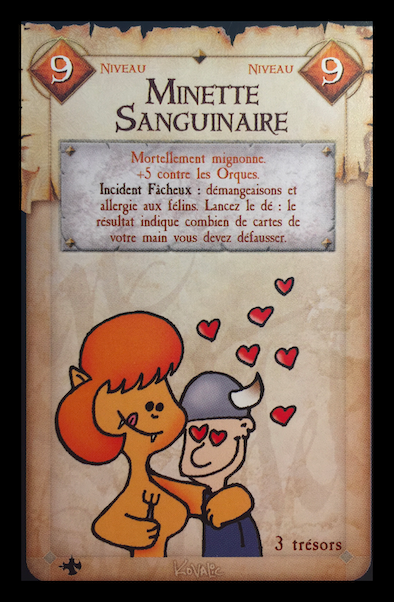 9 NIVEAU NIVEAU 9
MINETTE
SANGUINAIRE
Mortellement mignonne.
+5 contre les Orques.
Incident Fâcheux : démangeaisons et
allergie aux félins. Lancez le dé : le
résultat indique combien de cartes de
votre main vous devez défausser.
3 trésors
KOVALIC